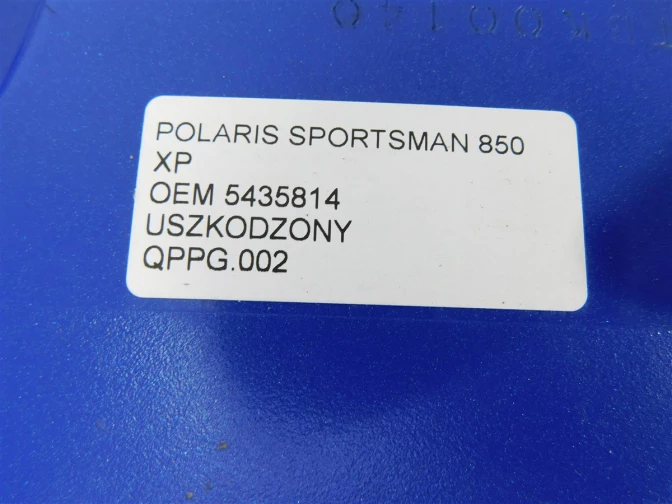 POLARIS SPORTSMAN 850
XP
OEM 5435814
USZKODZONY
QPPG.002